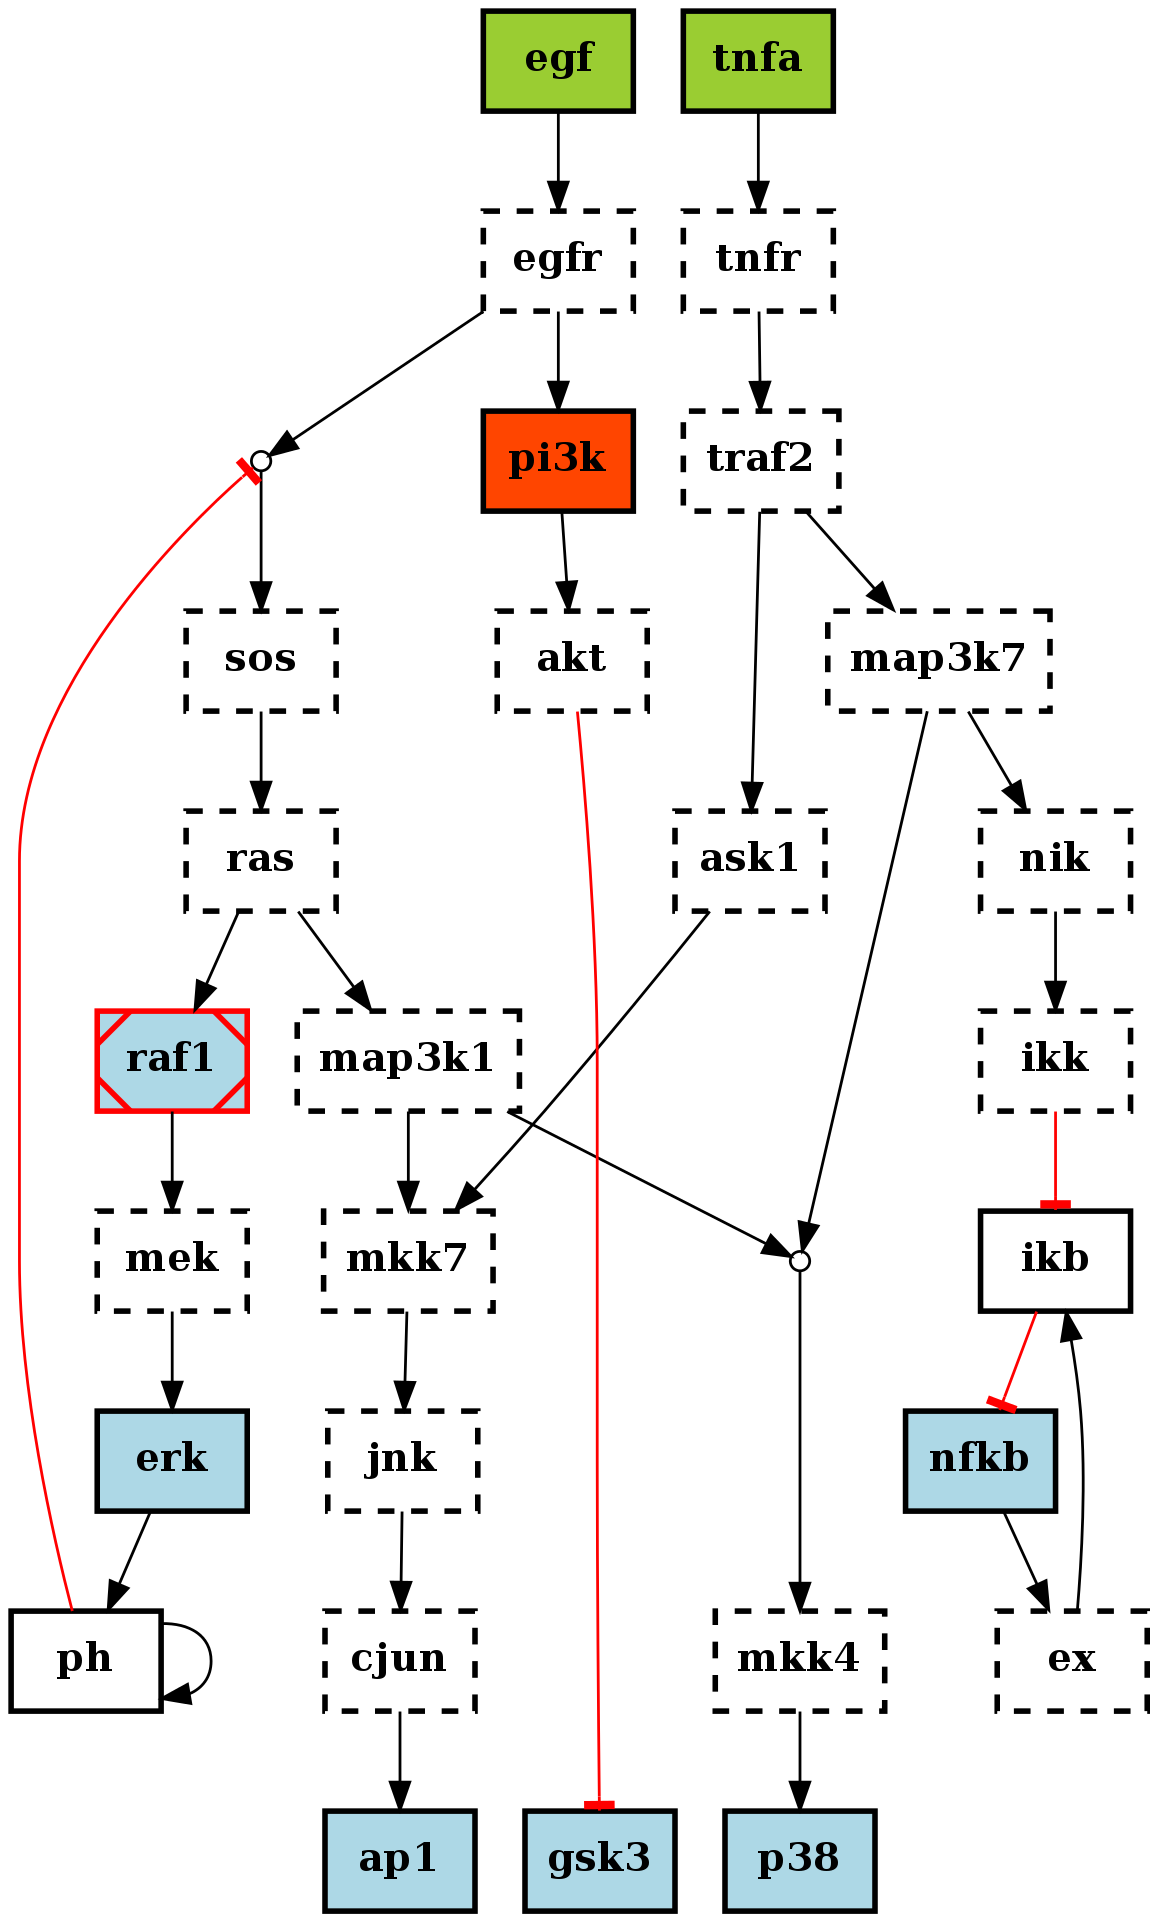 egf
tnfa
egfr
tnfr
pi3k
traf2
sos
akt
map3k7
ras
ask1
nik
raf1
map3k1
ikk
mek
mkk7
ikb
erk
jnk
nfkb
ph
cjun
mkk4
ex
ap1
gsk3
p38